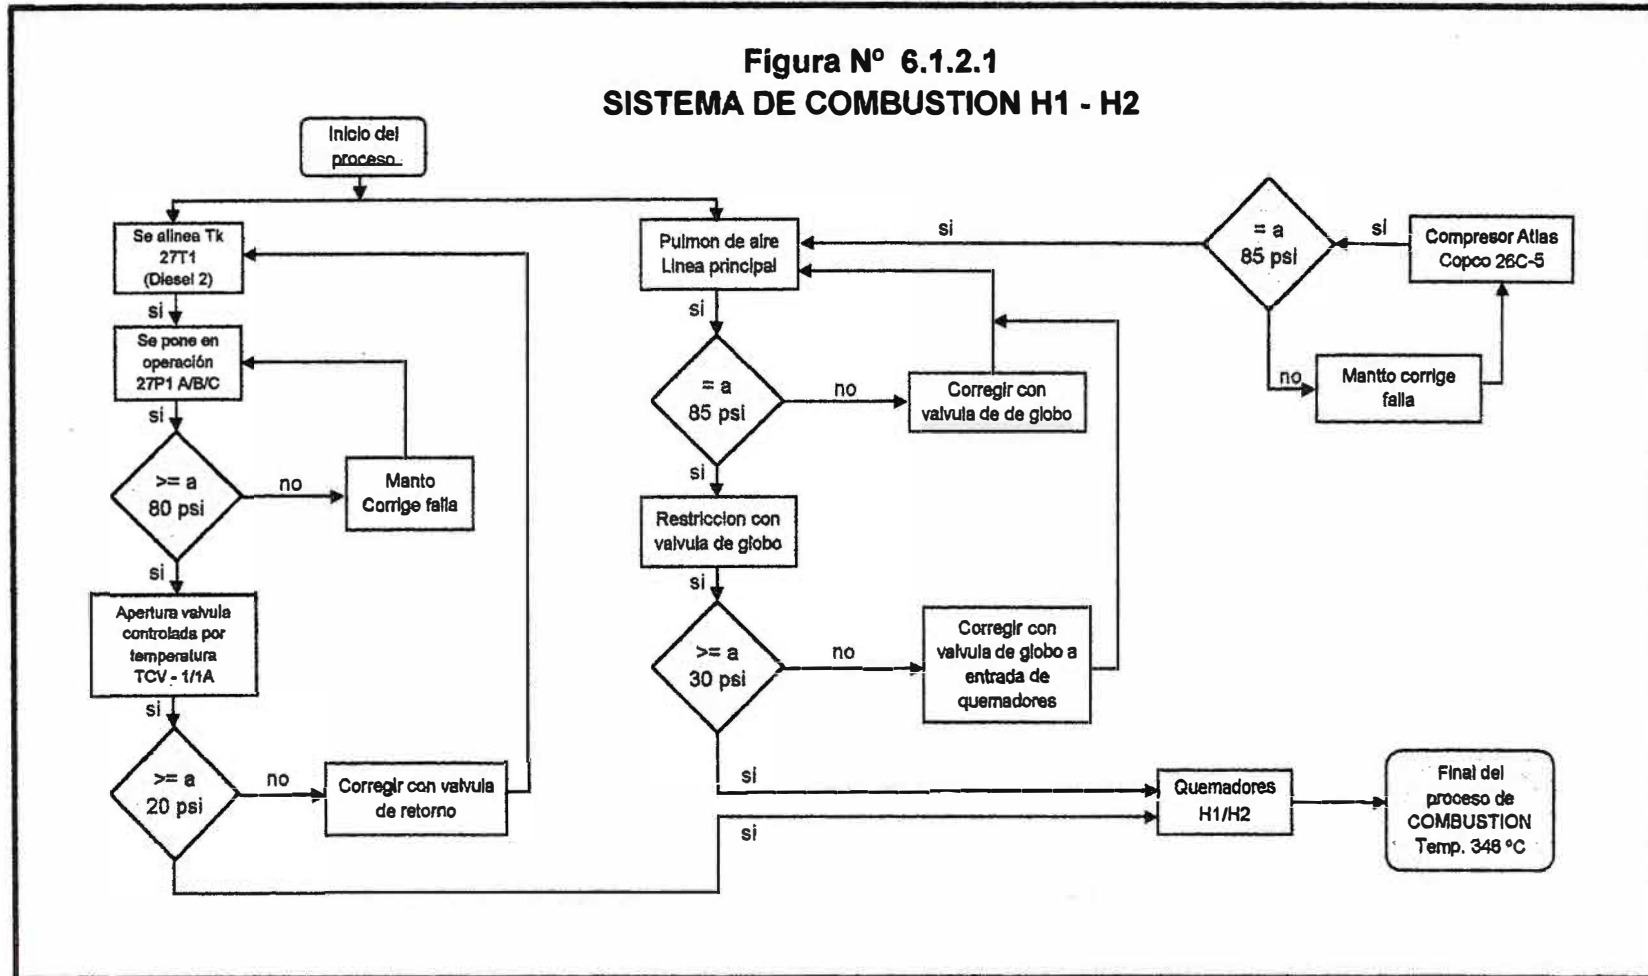 Figura Nº 6.1.2.1
SISTEMA DE COMBUSTION H1 - H2
Inicio del
proceso
Se alinea Tk
27T1
(Diesel 2)
si
Se pone en
operación
27P1 A/B/C
si
>= a
80 psi
no
Manto
Corrige falla
si
Apertura valvula
controlada por
temperatura
TCV - 1/1A
si
>= a
20 psi
no
Corregir con valvula
de retorno
si
Pulmon de aire
Linea principal
si
= a
85 psi
no
Corregir con
valvula de de globo
si
Restriccion con
valvula de globo
si
>= a
30 psi
no
Corregir con
valvula de globo a
entrada de
quemadores
si
si
= a
85 psi
si
Compresor Atlas
Copco 26C-5
no
Mantto corrige
falla
Quemadores
H1/H2
Final del
proceso de
COMBUSTION
Temp. 348 ºC